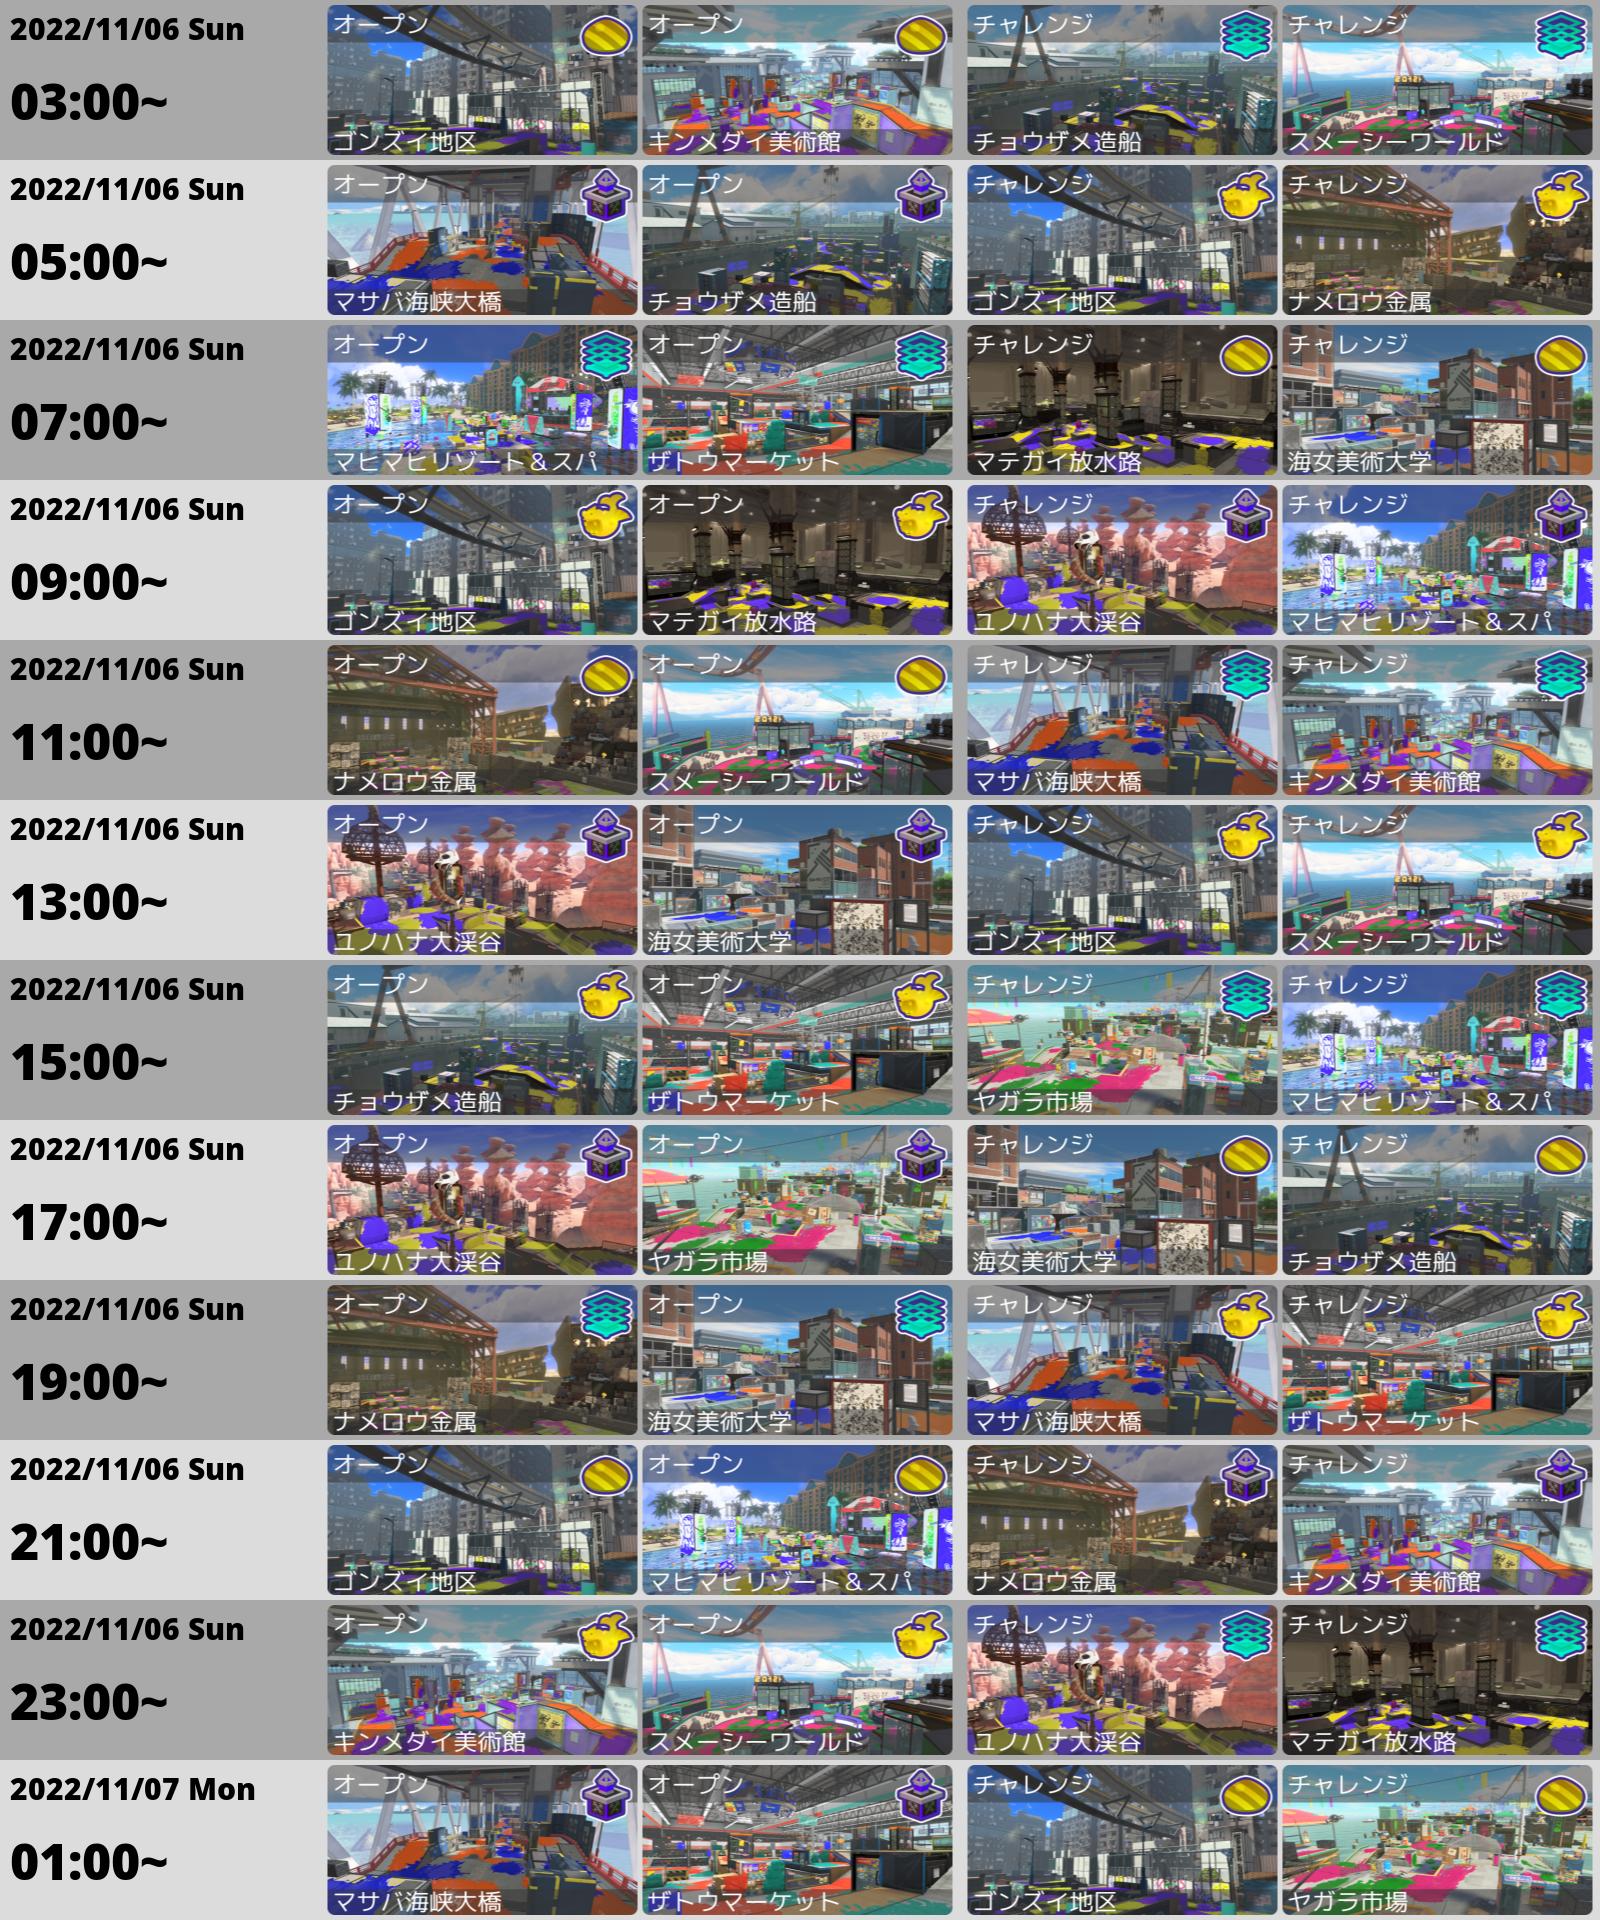 2022/11/06 Sun
03:00~
オープン
ゴンズイ地区
オープン
キンメダイ美術館
チャレンジ
チョウザメ造船
チャレンジ
スメーシーワールド
2022/11/06 Sun
05:00~
オープン
マサバ海峡大橋
オープン
チョウザメ造船
チャレンジ
ゴンズイ地区
チャレンジ
ナメロウ金属
2022/11/06 Sun
07:00~
オープン
マヒマヒリゾート＆スパ
オープン
ザトウマーケット
チャレンジ
マテガイ放水路
チャレンジ
海女美術大学
2022/11/06 Sun
09:00~
オープン
ゴンズイ地区
オープン
マテガイ放水路
チャレンジ
ユノハナ大渓谷
チャレンジ
マヒマヒリゾート＆スパ
2022/11/06 Sun
11:00~
オープン
ナメロウ金属
オープン
スメーシーワールド
チャレンジ
マサバ海峡大橋
チャレンジ
キンメダイ美術館
2022/11/06 Sun
13:00~
オープン
ユノハナ大渓谷
オープン
海女美術大学
チャレンジ
ゴンズイ地区
チャレンジ
スメーシーワールド
2022/11/06 Sun
15:00~
オープン
チョウザメ造船
オープン
ザトウマーケット
チャレンジ
ヤガラ市場
チャレンジ
マヒマヒリゾート＆スパ
2022/11/06 Sun
17:00~
オープン
ユノハナ大渓谷
オープン
ヤガラ市場
チャレンジ
海女美術大学
チャレンジ
チョウザメ造船
2022/11/06 Sun
19:00~
オープン
ナメロウ金属
オープン
海女美術大学
チャレンジ
マサバ海峡大橋
チャレンジ
ザトウマーケット
2022/11/06 Sun
21:00~
オープン
ゴンズイ地区
オープン
マヒマヒリゾート＆スパ
チャレンジ
ナメロウ金属
チャレンジ
キンメダイ美術館
2022/11/06 Sun
23:00~
オープン
キンメダイ美術館
オープン
スメーシーワールド
チャレンジ
ユノハナ大渓谷
チャレンジ
マテガイ放水路
2022/11/07 Mon
01:00~
オープン
マサバ海峡大橋
オープン
ザトウマーケット
チャレンジ
ゴンズイ地区
チャレンジ
ヤガラ市場